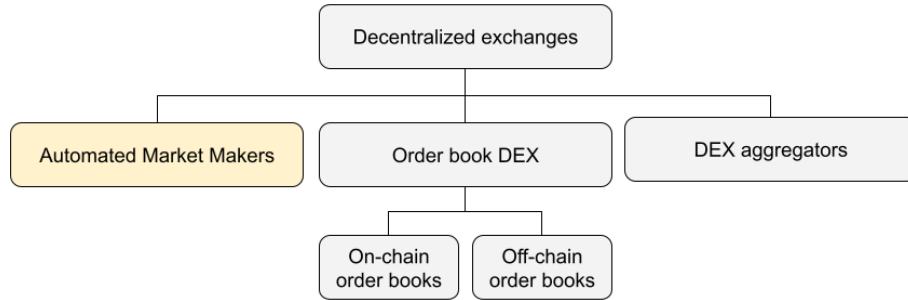 Decentralized exchanges
Automated Market Makers
Order book DEX
DEX aggregators
On-chain
order books
Off-chain
order books